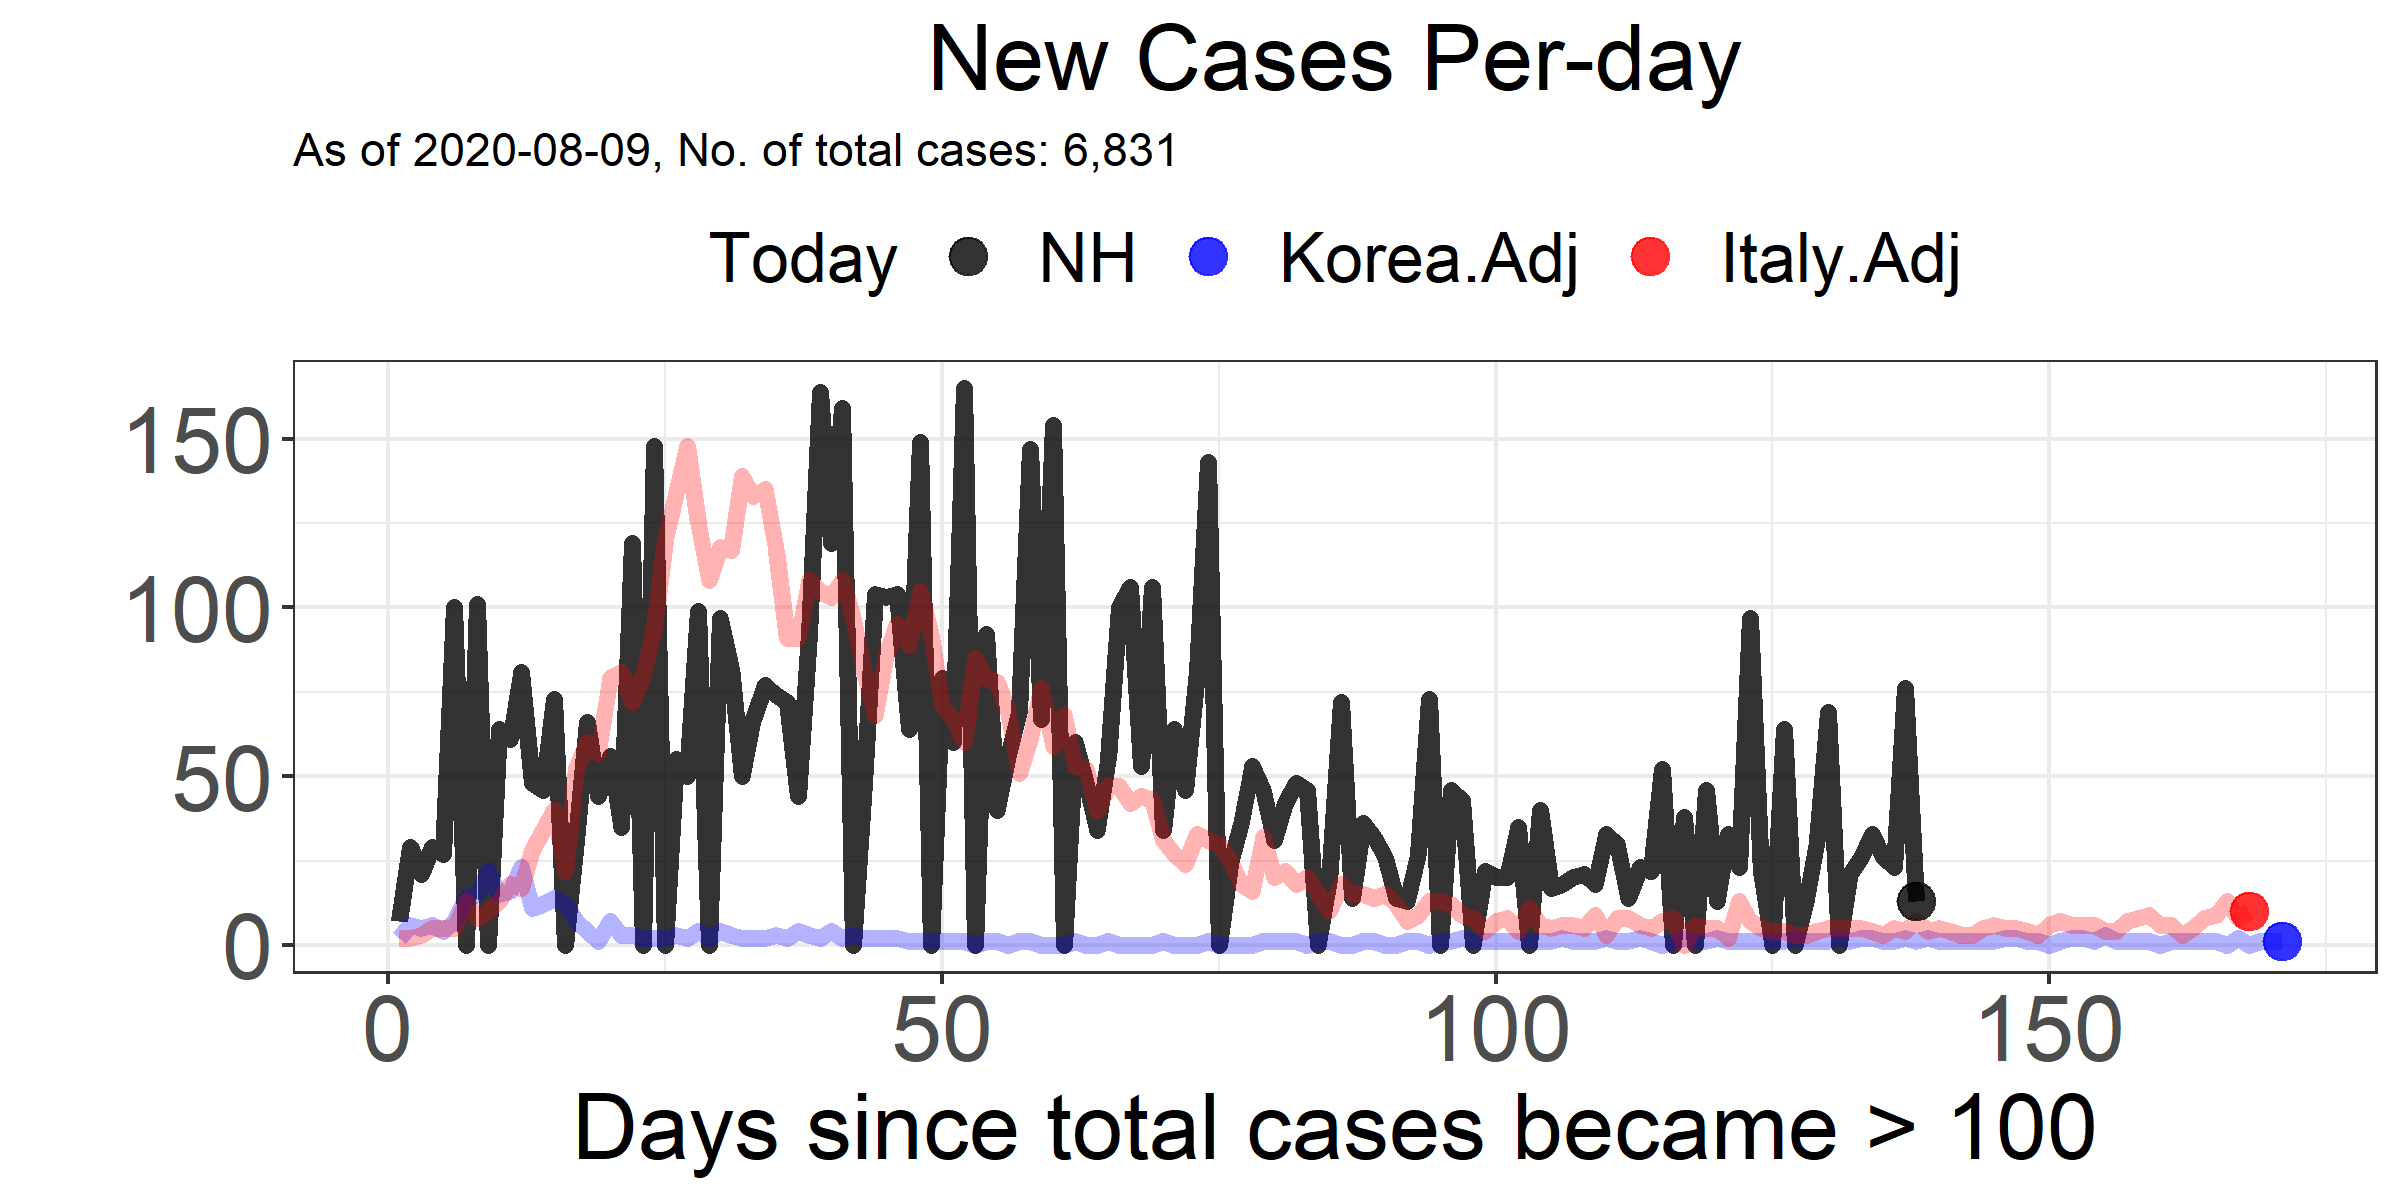 New Cases Per-day
As of 2020-08-09, No. of total cases: 6,831
Today NH Korea.Adj Italy.Adj
150
100
50
0
0 50 100 150
Days since total cases became > 100